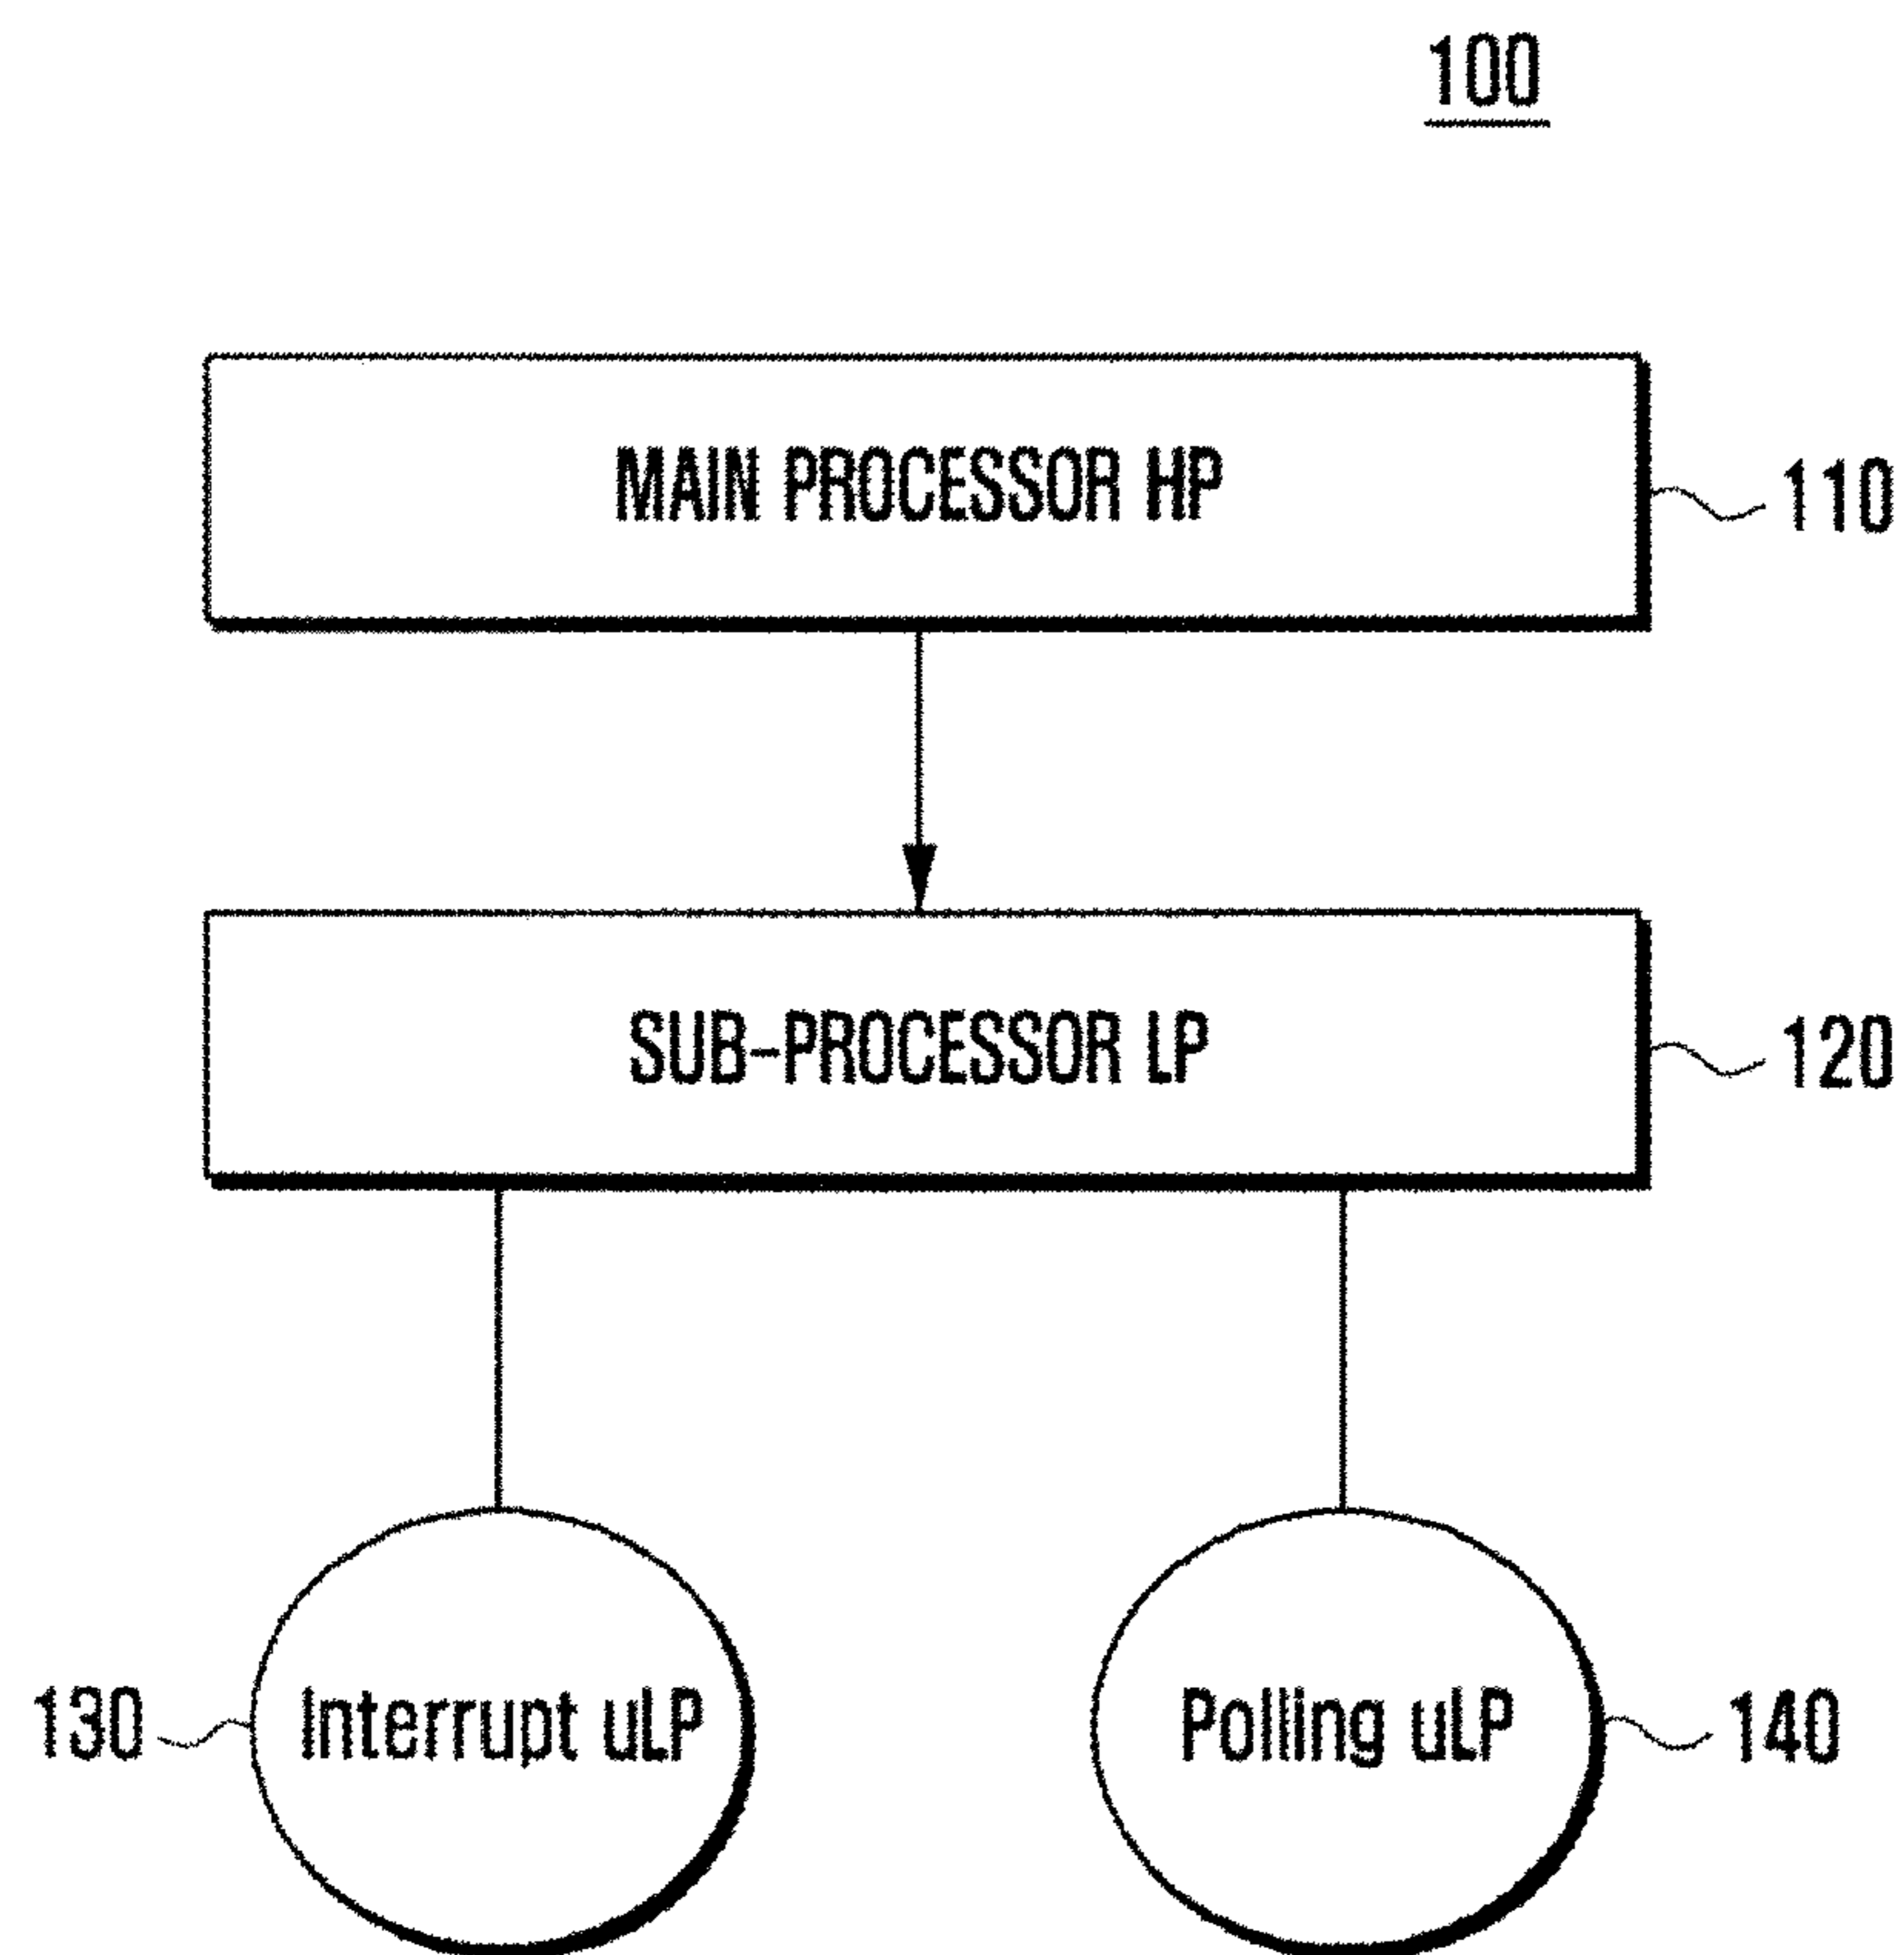 100
MAIN PROCESSOR HP
110
SUB-PROCESSOR LP
120
130
Interrupt uLP
Polling uLP
140